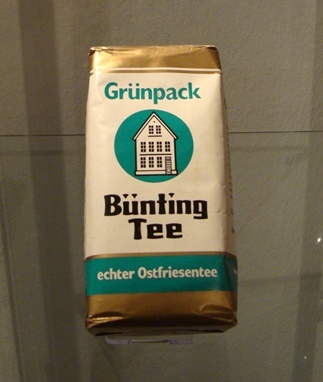 Grünpack
Bünting
Tee
echter Ostfriesentee